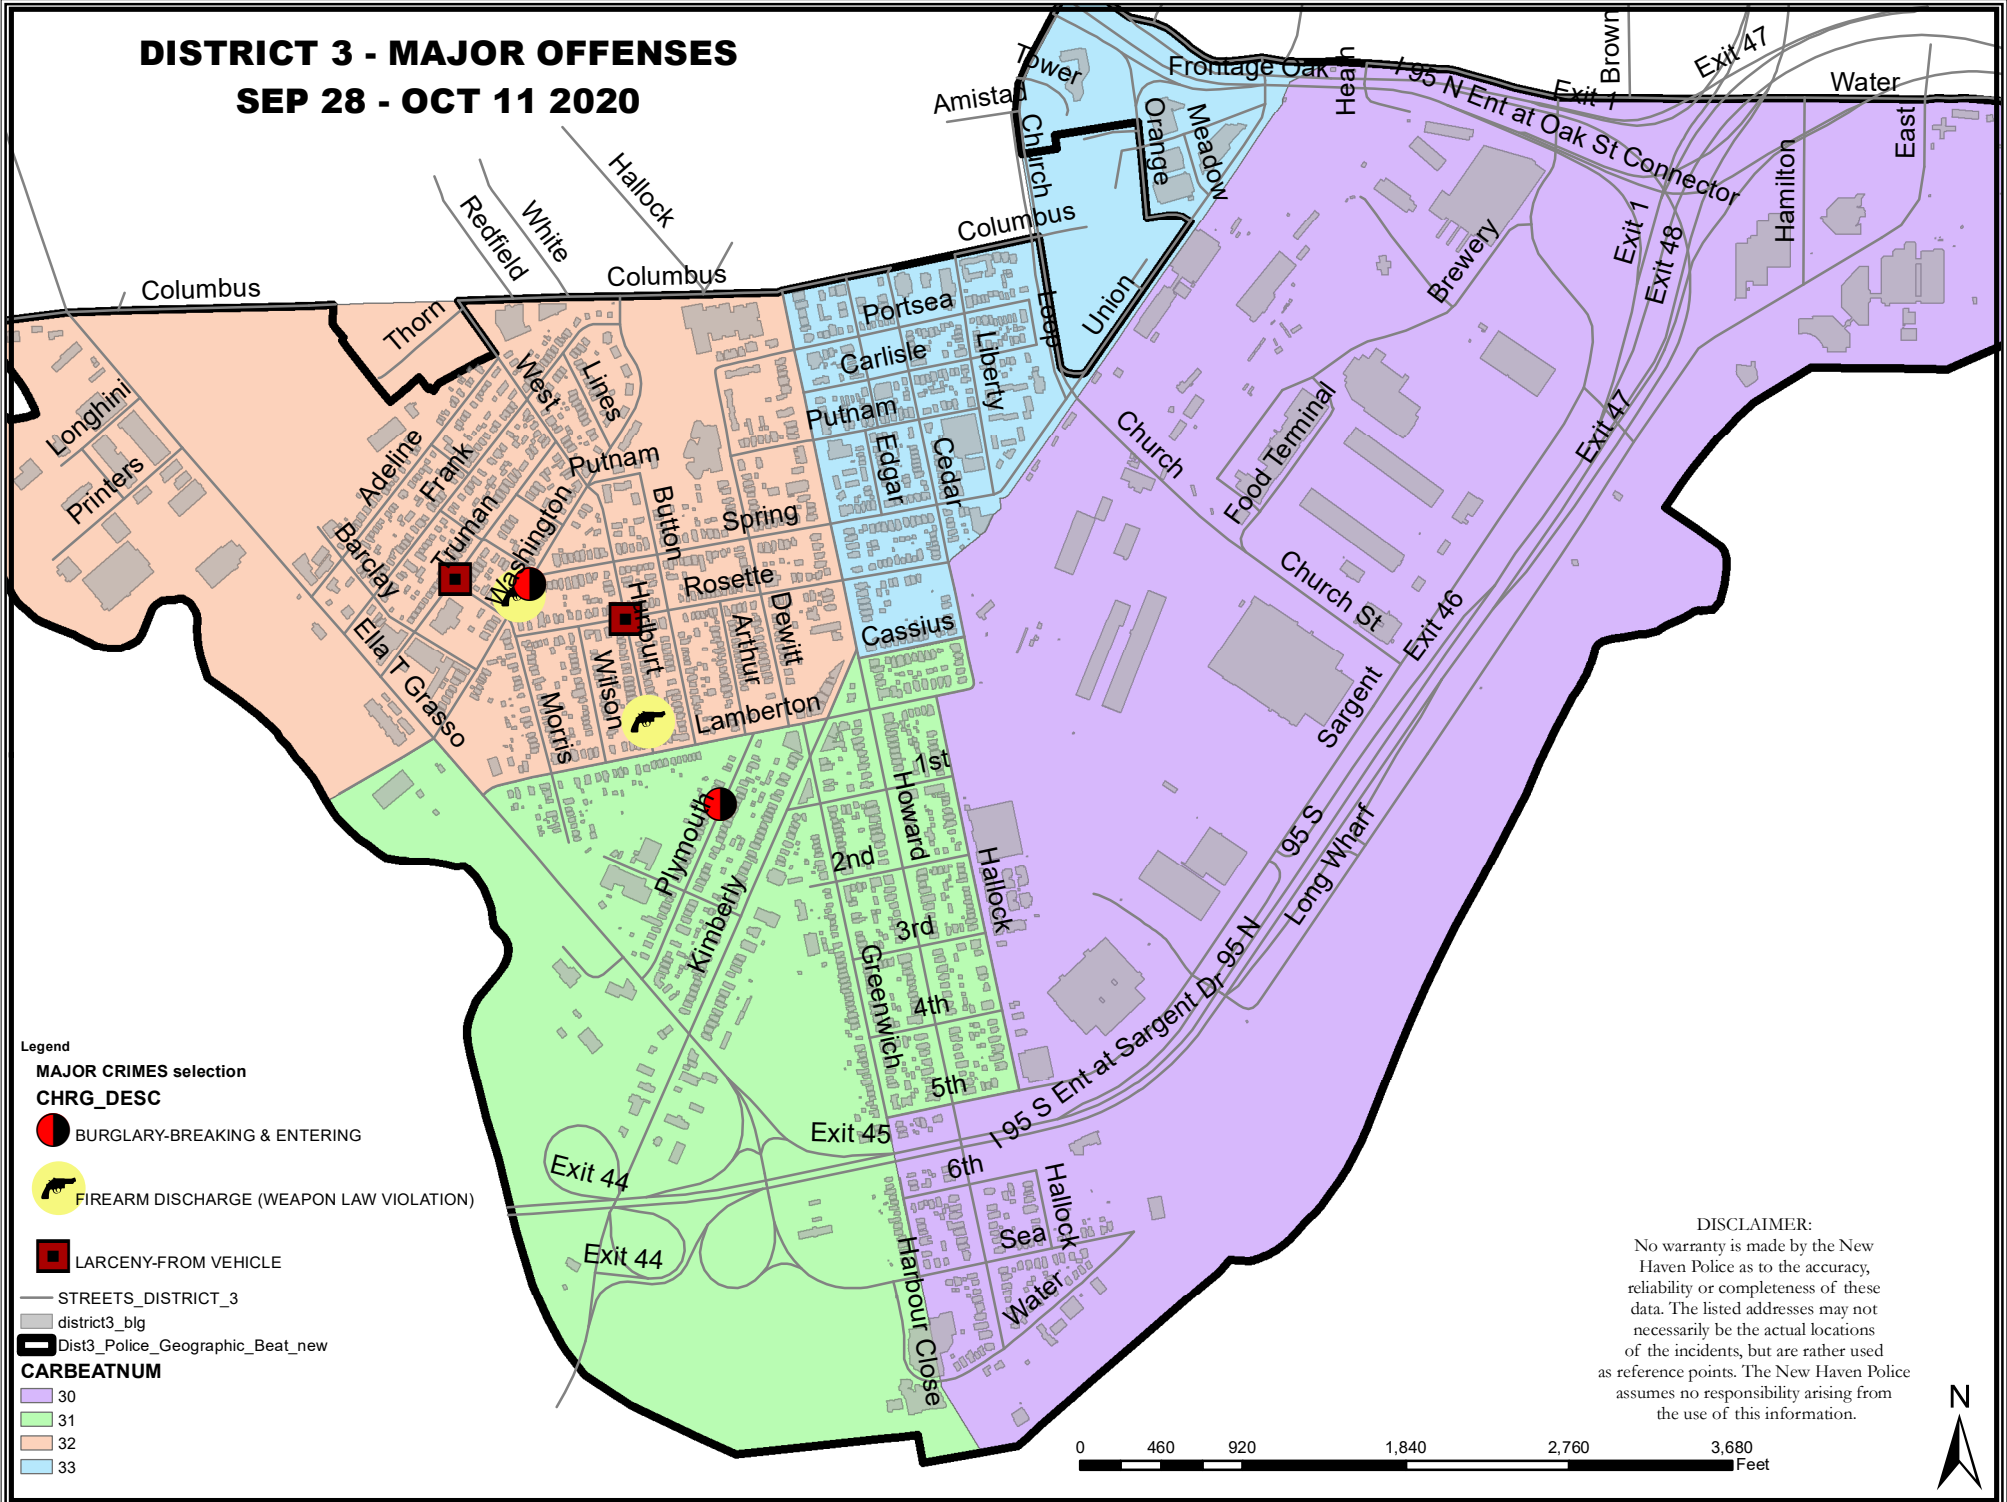 DISTRICT 3 - MAJOR OFFENSES
SEP 28 - OCT 11 2020
Tower
Frontage Oak
Heath
I 95 N Ent at Oak St Connector
Exit 1
Brown
Exit 47
Water
Amistad
Church
Orange
Meadow
Hamilton
East
Hallock
White
Redfield
Columbus
Columbus
Columbus
Exit 1
Exit 48
Brewery
Union
Loop
Thorn
Portsea
Carlisle
Liberty
Putnam
Edgar
Cedar
West
Lines
Longhini
Printers
Adeline
Frank
Truman
Washington
Putnam
Button
Spring
Barclay
Rosette
Hurlburt
Arthur
Dewitt
Cassius
Church
Food Terminal
Exit 47
Church St
Exit 46
Sargent
Ella T Grasso
Wilson
Morris
Lamberton
1st
Howard
Plymouth
2nd
Hallock
Kimberly
3rd
Greenwich
4th
5th
95 S
Long Wharf
95 N
I 95 S Ent at Sargent Dr
Exit 45
Exit 44
6th
Hallock
Exit 44
Sea
Water
Harbour Close
Legend
MAJOR CRIMES selection
CHRG_DESC
BURGLARY-BREAKING & ENTERING
FIREARM DISCHARGE (WEAPON LAW VIOLATION)
LARCENY-FROM VEHICLE
STREETS_DISTRICT_3
district3_blg
Dist3_Police_Geographic_Beat_new
CARBEATNUM
30
31
32
33
DISCLAIMER:
No warranty is made by the New
Haven Police as to the accuracy,
reliability or completeness of these
data. The listed addresses may not
necessarily be the actual locations
of the incidents, but are rather used
as reference points. The New Haven Police
assumes no responsibility arising from
the use of this information.
N
0 460 920 1,840 2,760 3,680
Feet